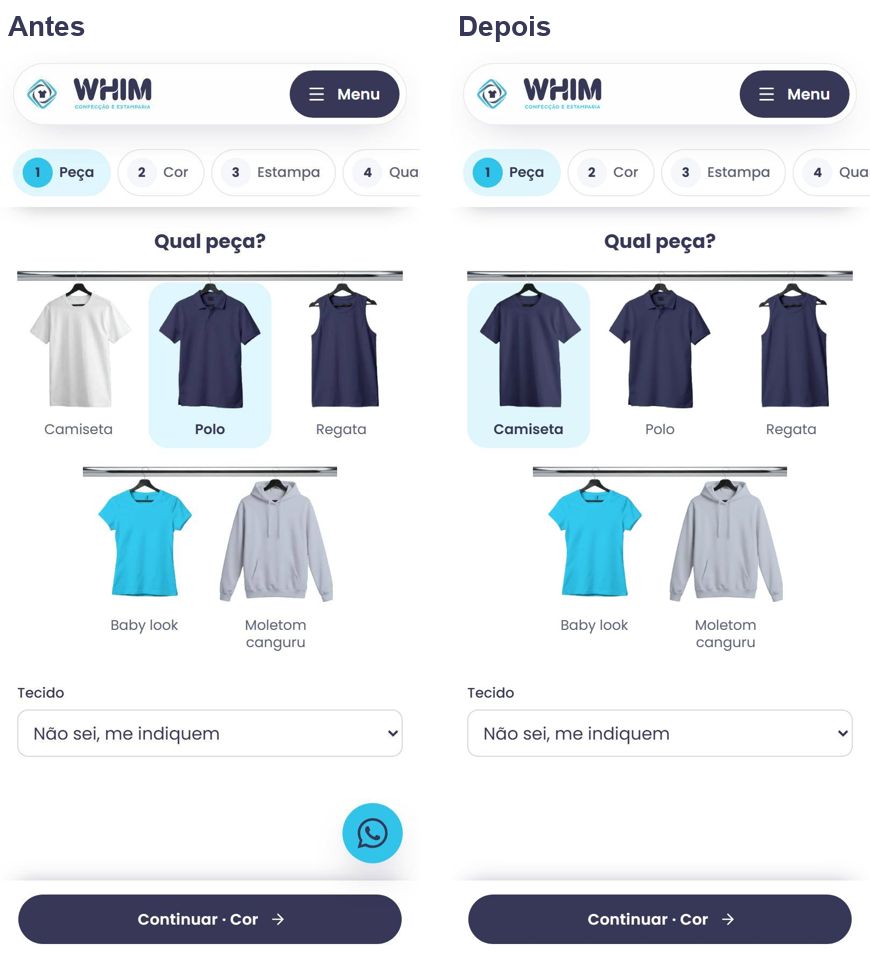 Antes
WHIM
CONFECÇÃO E ESTAMPARIA
Menu
1 Peça
2 Cor
3 Estampa
4 Qua
Qual peça?
Camiseta
Polo
Regata
Baby look
Moletom
canguru
Tecido
Não sei, me indiquem
Continuar · Cor →
Depois
WHIM
CONFECÇÃO E ESTAMPARIA
Menu
1 Peça
2 Cor
3 Estampa
4 Qua
Qual peça?
Camiseta
Polo
Regata
Baby look
Moletom
canguru
Tecido
Não sei, me indiquem
Continuar · Cor →